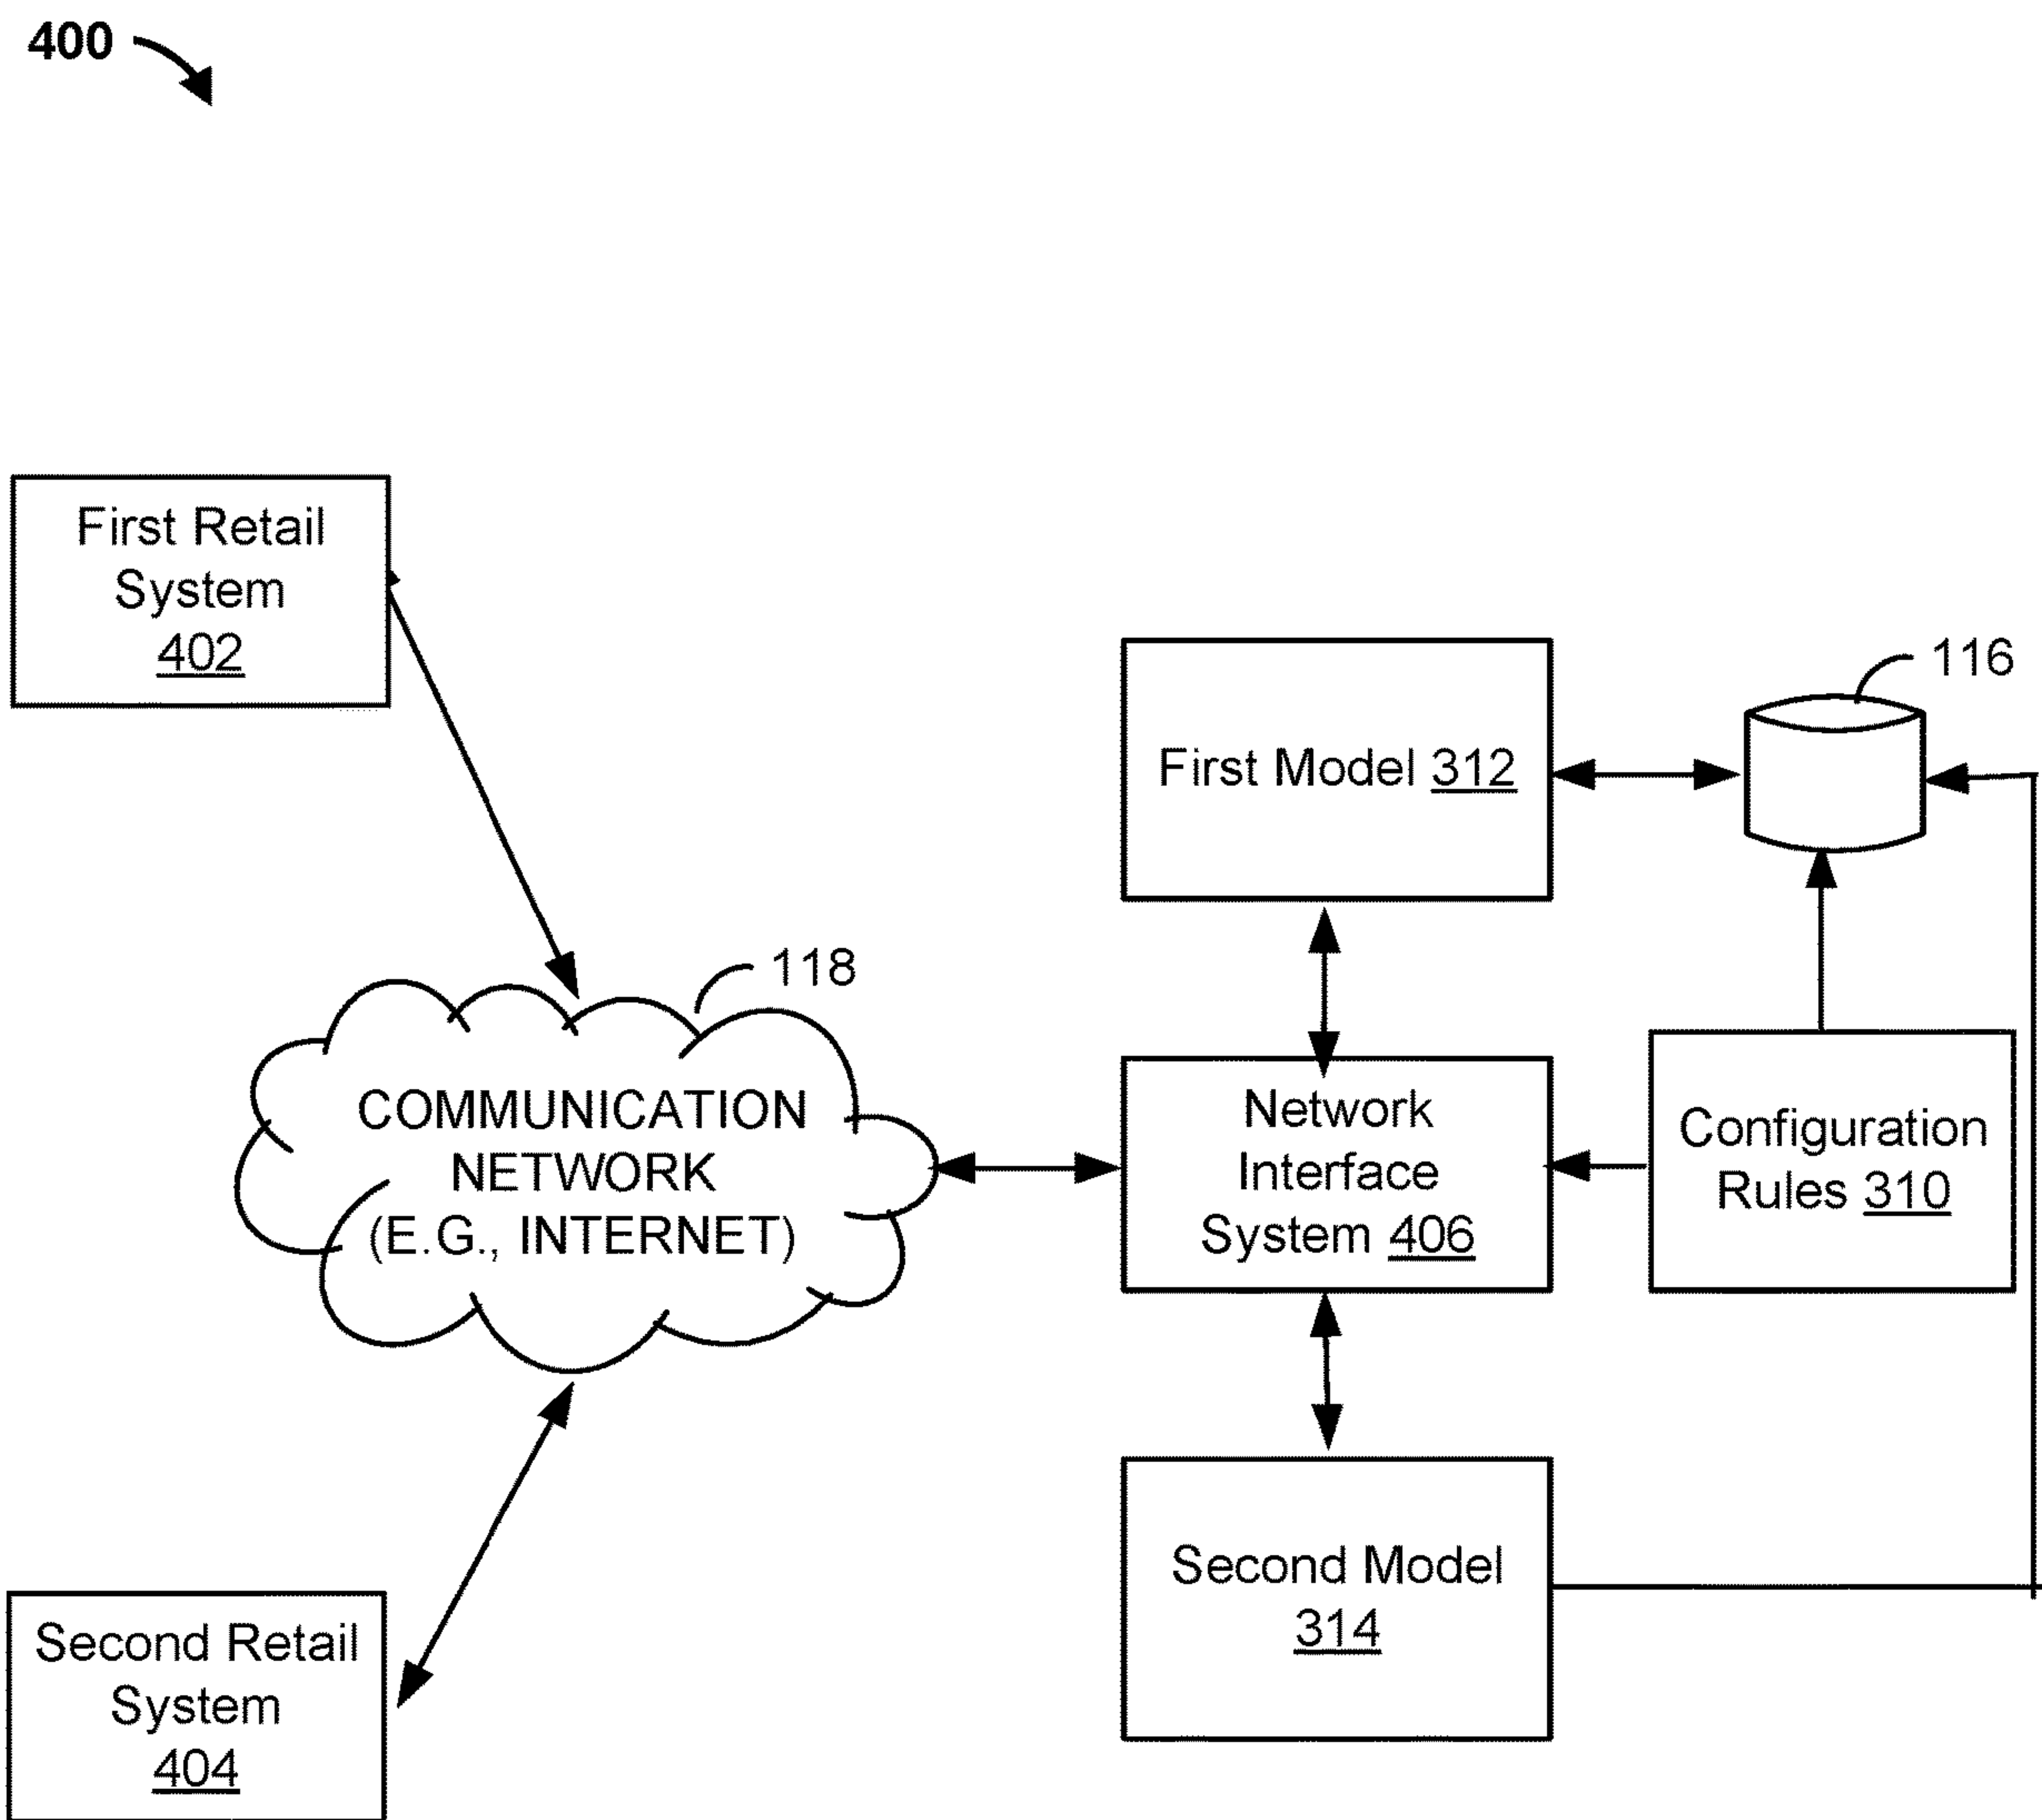 400
First Retail
System
402
116
First Model 312
118
COMMUNICATION
NETWORK
(E.G., INTERNET)
Network
Interface
System 406
Configuration
Rules 310
Second Model
314
Second Retail
System
404